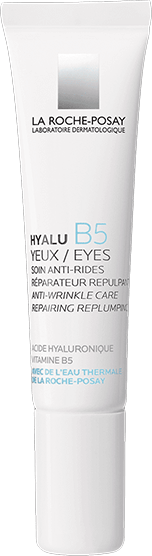 LA ROCHE-POSAY
LABORATOIRE DERMATOLOGIQUE
HYALU B5
YEUX / EYES
SOIN ANTI-RIDES
RÉPARATEUR REPULPANT
ANTI-WRINKLE CARE
REPAIRING REPLUMPING
ACIDE HYALURONIQUE
VITAMINE B5
AVEC DE L'EAU THERMALE
DE LA ROCHE-POSAY